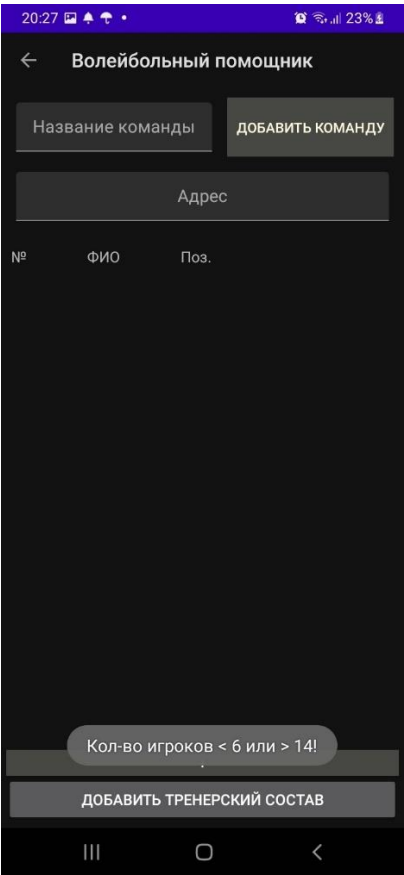 20:27 23%
Волейбольный помощник
Название команды ДОБАВИТЬ КОМАНДУ
Адрес
№ ФИО Поз.
Кол-во игроков < 6 или > 14!
ДОБАВИТЬ ТРЕНЕРСКИЙ СОСТАВ